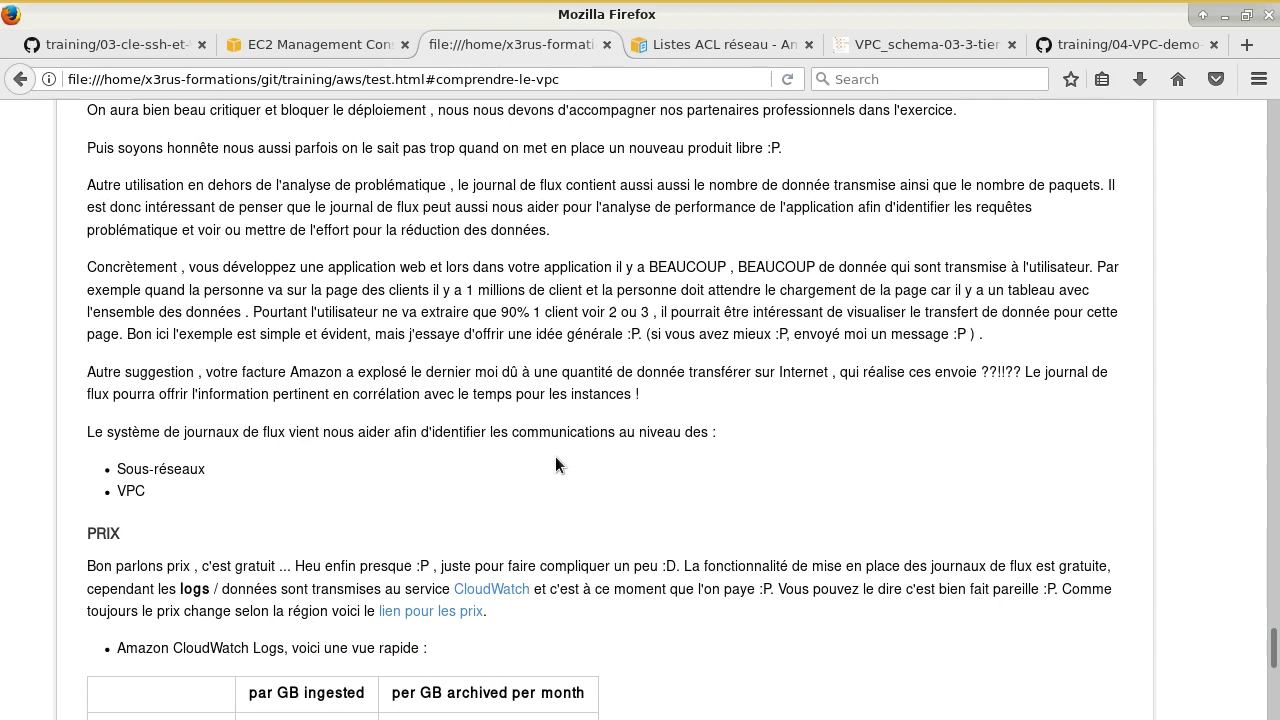 Mozilla Firefox
training/03-cle-ssh-et-
EC2 Management Con
file:///home/x3rus-formati
Listes ACL réseau - Am
VPC_schema-03-3-tier
training/04-VPC-demo-
file:///home/x3rus-formations/git/training/aws/test.html#comprendre-le-vpc
Search
On aura bien beau critiquer et bloquer le déploiement , nous nous devons d'accompagner nos partenaires professionnels dans l'exercice.
Puis soyons honnête nous aussi parfois on le sait pas trop quand on met en place un nouveau produit libre :P.
Autre utilisation en dehors de l'analyse de problématique , le journal de flux contient aussi aussi le nombre de donnée transmise ainsi que le nombre de paquets. Il
est donc intéressant de penser que le journal de flux peut aussi nous aider pour l'analyse de performance de l'application afin d'identifier les requêtes
problématique et voir ou mettre de l'effort pour la réduction des données.
Concrètement , vous développez une application web et lors dans votre application il y a BEAUCOUP , BEAUCOUP de donnée qui sont transmise à l'utilisateur. Par
exemple quand la personne va sur la page des clients il y a 1 millions de client et la personne doit attendre le chargement de la page car il y a un tableau avec
l'ensemble des données . Pourtant l'utilisateur ne va extraire que 90% 1 client voir 2 ou 3 , il pourrait être intéressant de visualiser le transfert de donnée pour cette
page. Bon ici l'exemple est simple et évident, mais j'essaye d'offrir une idée générale :P. (si vous avez mieux :P, envoyé moi un message :P ) .
Autre suggestion , votre facture Amazon a explosé le dernier moi dû à une quantité de donnée transférer sur Internet , qui réalise ces envoie ??!!?? Le journal de
flux pourra offrir l'information pertinent en corrélation avec le temps pour les instances !
Le système de journaux de flux vient nous aider afin d'identifier les communications au niveau des :
• Sous-réseaux
• VPC
PRIX
Bon parlons prix , c'est gratuit ... Heu enfin presque :P , juste pour faire compliquer un peu :D. La fonctionnalité de mise en place des journaux de flux est gratuite,
cependant les logs / données sont transmises au service CloudWatch et c'est à ce moment que l'on paye :P. Vous pouvez le dire c'est bien fait pareille :P. Comme
toujours le prix change selon la région voici le lien pour les prix.
• Amazon CloudWatch Logs, voici une vue rapide :
par GB ingested
per GB archived per month